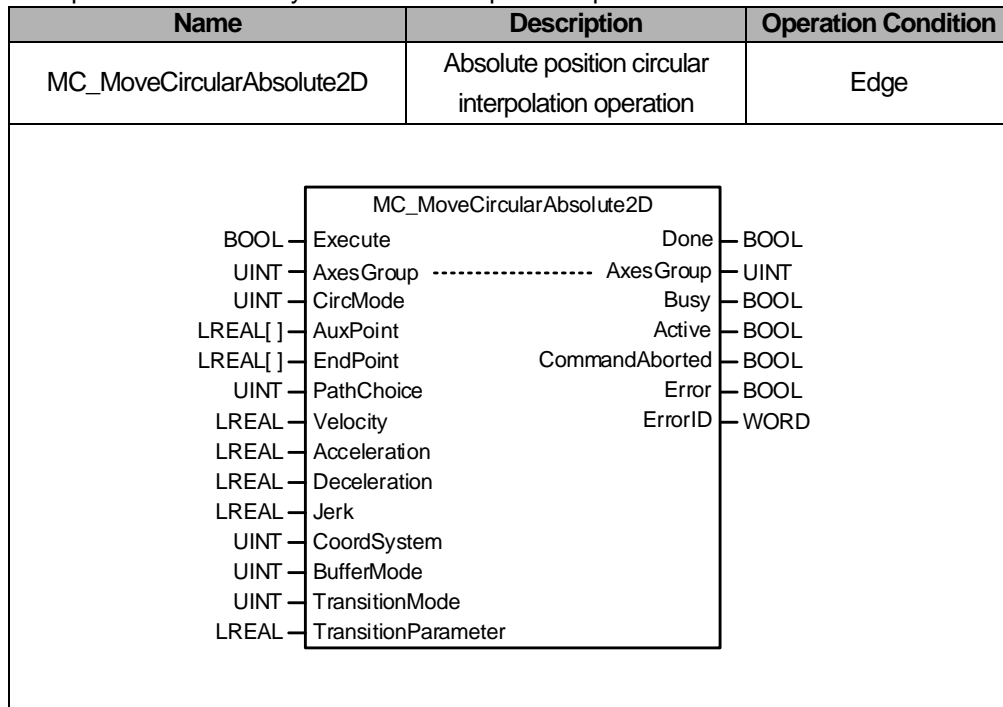 Name Description Operation Condition
MC_MoveCircularAbsolute2D Absolute position circular interpolation operation Edge
MC_MoveCircularAbsolute2D
BOOL Execute Done BOOL
UINT AxesGroup AxesGroup UINT
UINT CircMode Busy BOOL
LREAL[ ] AuxPoint Active BOOL
LREAL[ ] EndPoint CommandAborted BOOL
UINT PathChoice Error BOOL
LREAL Velocity ErrorID WORD
LREAL Acceleration
LREAL Deceleration
LREAL Jerk
UINT CoordSystem
UINT BufferMode
UINT TransitionMode
LREAL TransitionParameter